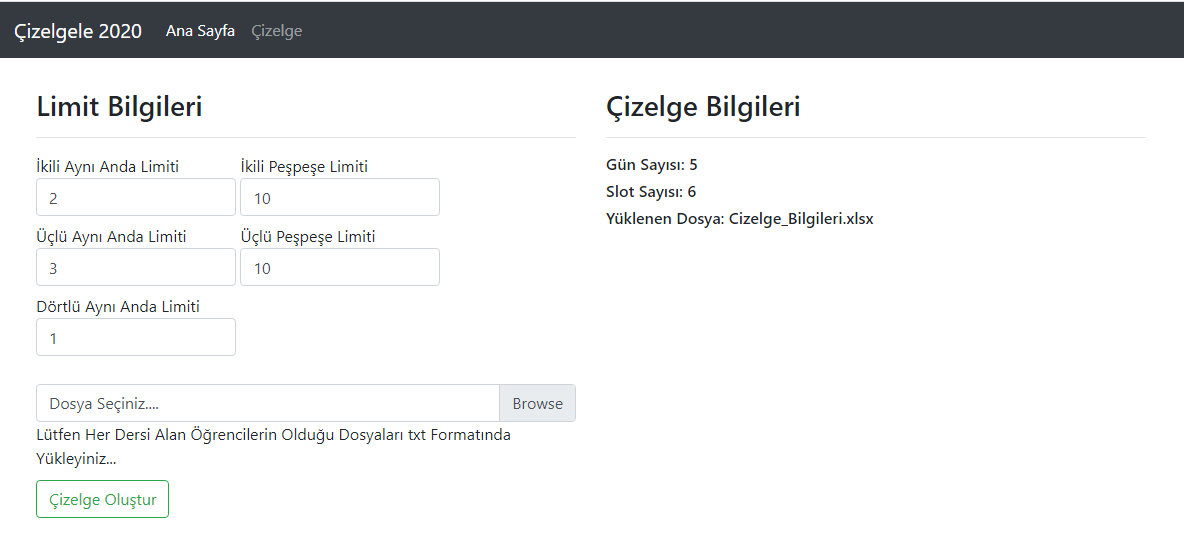 Çizelgele 2020 Ana Sayfa Çizelge
Limit Bilgileri
İkili Aynı Anda Limiti İkili Peşpeşe Limiti
2 10
Üçlü Aynı Anda Limiti Üçlü Peşpeşe Limiti
3 10
Dörtlü Aynı Anda Limiti
1
Dosya Seçiniz.... Browse
Lütfen Her Dersi Alan Öğrencilerin Olduğu Dosyaları txt Formatında
Yükleyiniz...
Çizelge Oluştur
Çizelge Bilgileri
Gün Sayısı: 5
Slot Sayısı: 6
Yüklenen Dosya: Cizelge_Bilgileri.xlsx